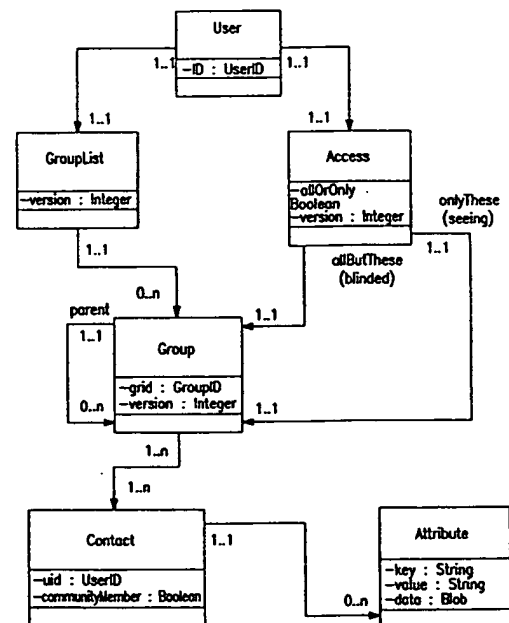 User
-ID : UserID
1..1
1..1
1..1
1..1
GroupList
-version : Integer
Access
-allOrOnly
Boolean
-version : Integer
onlyThese
(seeing)
1..1
1..1
allButThese
(blinded)
0..n
parent
1..1
1..1
Group
-grid : GroupID
-version : Integer
0..n
1..1
1..n
1..n
Contact
-uid : UserID
-communityMember : Boolean
1..1
Attribute
-key : String
-value : String
-data : Blob
0..n